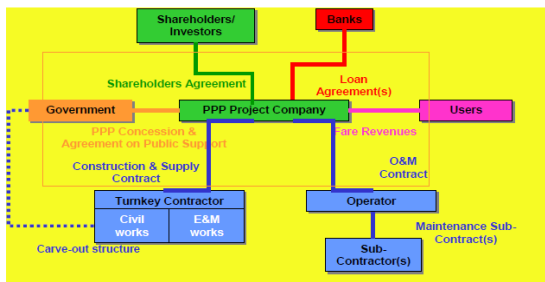 Shareholders/
Investors
Banks
Shareholders Agreement
Loan
Agreement(s)
Government
PPP Project Company
Users
PPP Concession &
Agreement on Public Support
Fare Revenues
Construction & Supply
Contract
O&M
Contract
Turnkey Contractor
Civil
works
E&M
works
Operator
Maintenance Sub-
Contract(s)
Carve-out structure
Sub-
Contractor(s)